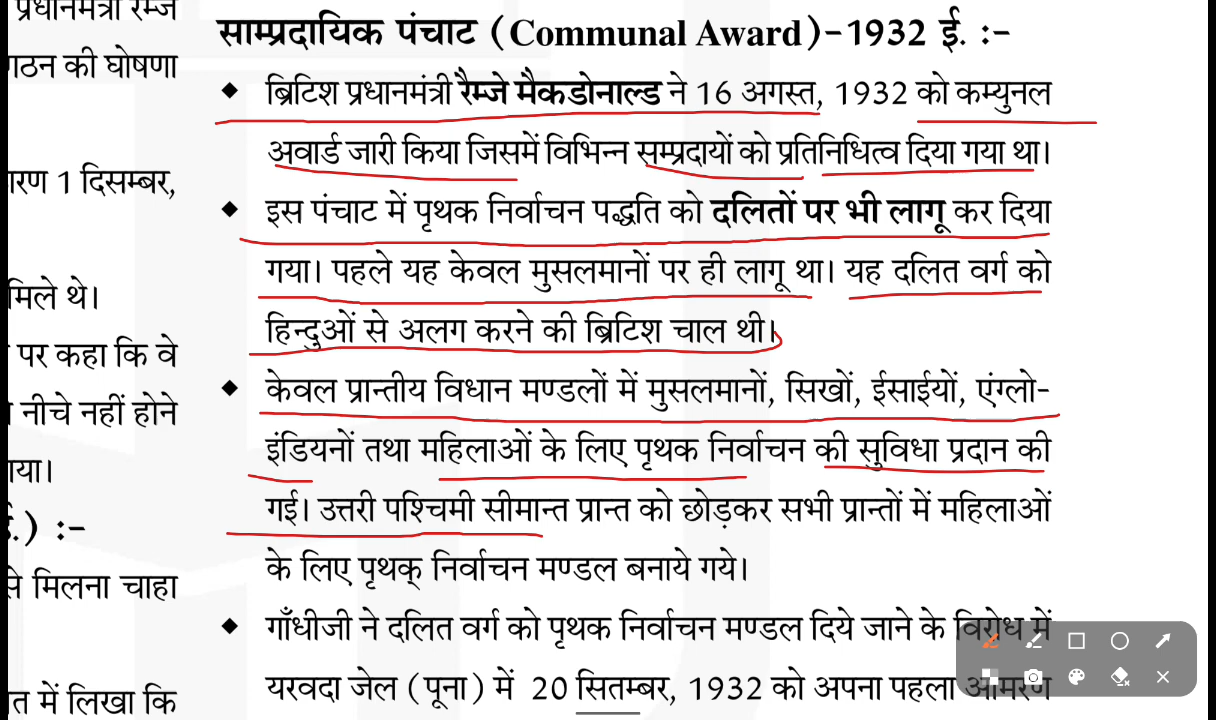 प्रधानमंत्री रैम्जे
गठन की घोषणा
रण 1 दिसम्बर,
मिले थे।
पर कहा कि वे
नीचे नहीं होने
गया।
ई.) :-
से मिलना चाहा
त में लिखा कि
साम्प्रदायिक पंचाट (Communal Award)-1932 ई. :-
◆ ब्रिटिश प्रधानमंत्री रैम्जे मैकडोनाल्ड ने 16 अगस्त, 1932 को कम्युनल
अवार्ड जारी किया जिसमें विभिन्न सम्प्रदायों को प्रतिनिधित्व दिया गया था।
◆ इस पंचाट में पृथक निर्वाचन पद्धति को दलितों पर भी लागू कर दिया
गया। पहले यह केवल मुसलमानों पर ही लागू था। यह दलित वर्ग को
हिन्दुओं से अलग करने की ब्रिटिश चाल थी।
◆ केवल प्रान्तीय विधान मण्डलों में मुसलमानों, सिखों, ईसाईयों, एंग्लो-
इंडियनों तथा महिलाओं के लिए पृथक निर्वाचन की सुविधा प्रदान की
गई। उत्तरी पश्चिमी सीमान्त प्रान्त को छोड़कर सभी प्रान्तों में महिलाओं
के लिए पृथक् निर्वाचन मण्डल बनाये गये।
◆ गाँधीजी ने दलित वर्ग को पृथक निर्वाचन मण्डल दिये जाने के विरोध में
यरवदा जेल (पूना) में 20 सितम्बर, 1932 को अपना पहला आमरण